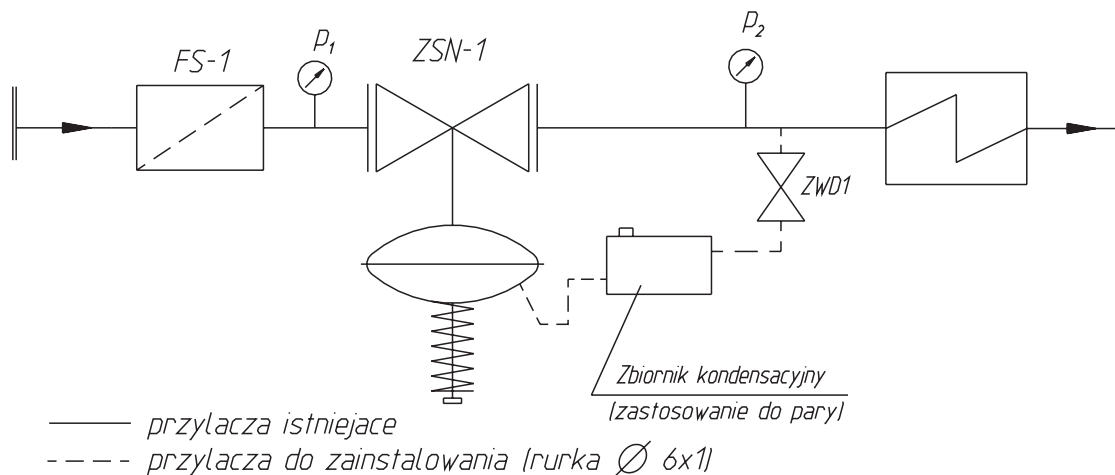 FS-1
P1
ZSN-1
P2
ZWD1
Zbiornik kondensacyjny
(zastosowanie do pary)
przylacza istniejace
przylacza do zainstalowania (rurka Ø 6x1)